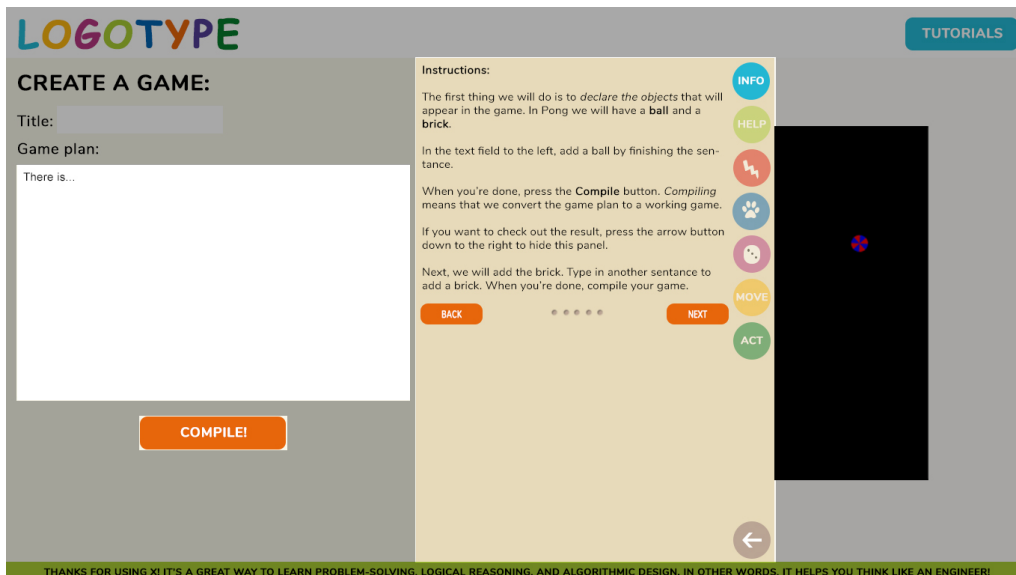 LOGOTYPE
TUTORIALS
CREATE A GAME:
Title:
Game plan:
There is...
COMPILE!
Instructions:
The first thing we will do is to declare the objects that will
appear in the game. In Pong we will have a ball and a
brick.
In the text field to the left, add a ball by finishing the sen-
tance.
When you're done, press the Compile button. Compiling
means that we convert the game plan to a working game.
If you want to check out the result, press the arrow button
down to the right to hide this panel.
Next, we will add the brick. Type in another sentence to
add a brick. When you're done, compile your game.
BACK
NEXT
INFO
HELP
MOVE
ACT
THANKS FOR USING X! IT'S A GREAT WAY TO LEARN PROBLEM-SOLVING, LOGICAL REASONING, AND ALGORITHMIC DESIGN. IN OTHER WORDS, IT HELPS YOU THINK LIKE AN ENGINEER!